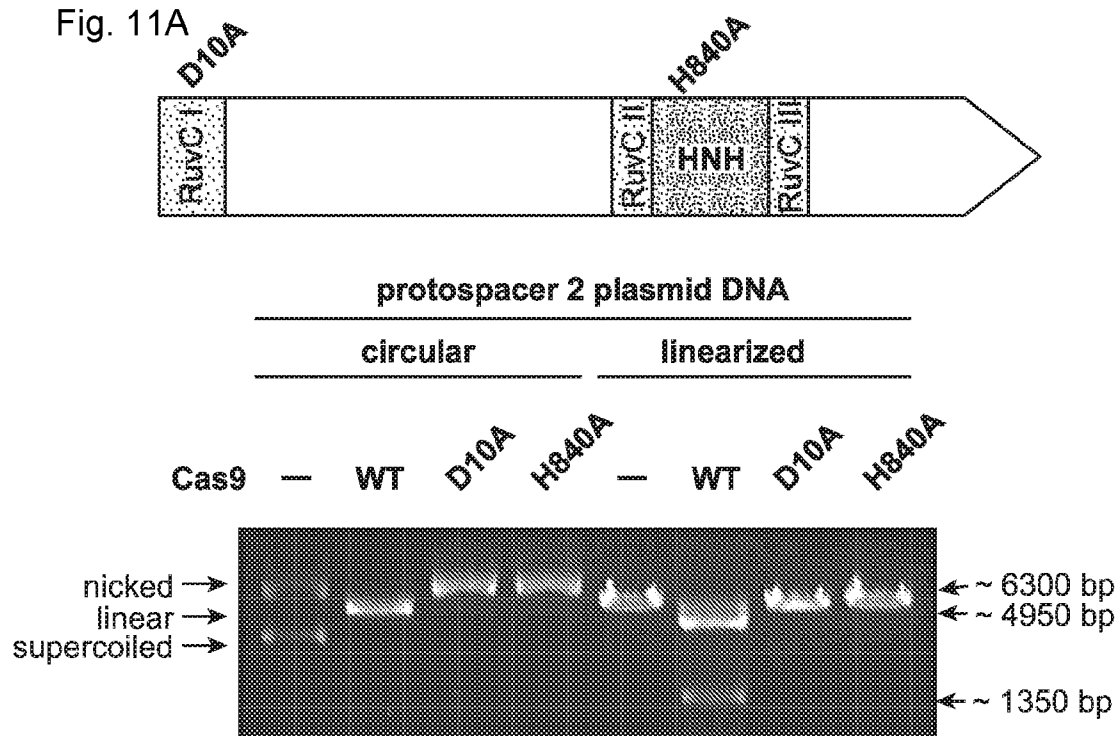 Fig. 11A
D10A
H840A
RuvC I
RuvC II
HNH
RuvC III
protospacer 2 plasmid DNA
circular linearized
Cas9 — WT D10A H840A — WT D10A H840A
nicked
linear
supercoiled
~ 6300 bp
~ 4950 bp
~ 1350 bp